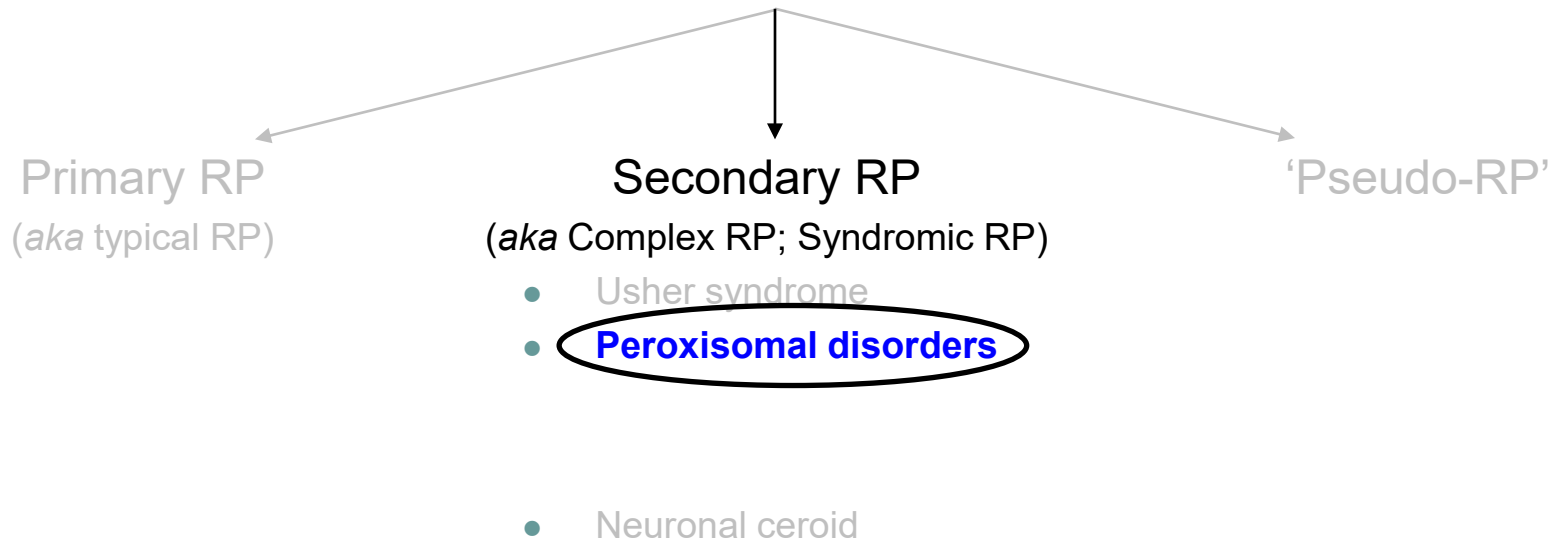 Primary RP Secondary RP ‘Pseudo-RP’
(aka typical RP) (aka Complex RP; Syndromic RP)
● Usher syndrome
● Peroxisomal disorders
● Neuronal ceroid